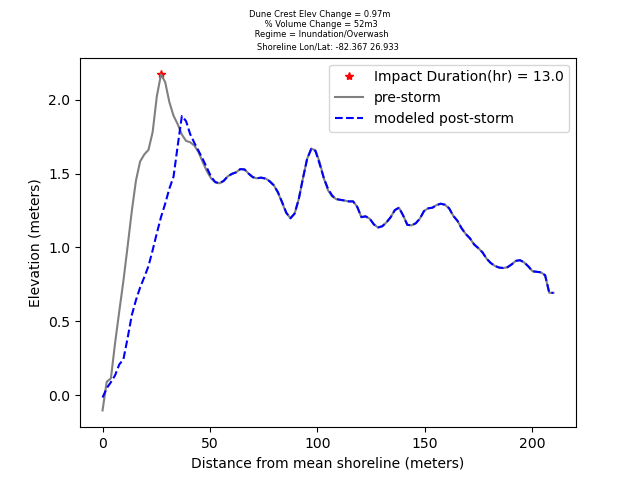 Dune Crest Elev Change = 0.97m
% Volume Change = 52m3
Regime = Inundation/Overwash
Shoreline Lon/Lat: -82.367 26.933
Impact Duration(hr) = 13.0
pre-storm
modeled post-storm
2.0
1.5
1.0
0.5
0.0
Elevation (meters)
0 50 100 150 200
Distance from mean shoreline (meters)